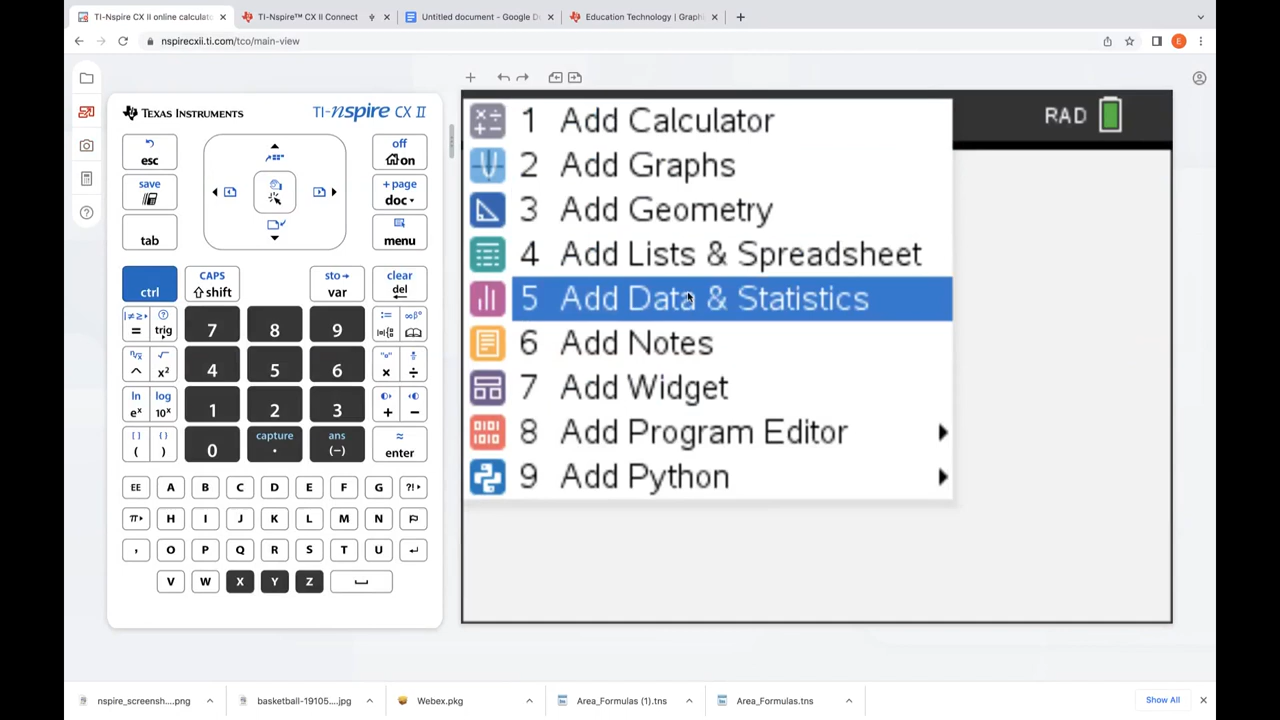 TI-Nspire CX II online calculato
TI-Nspire™ CX II Connect
Untitled document - Google D
Education Technology | Graph
nspirecxii.ti.com/tco/main-view
TEXAS INSTRUMENTS
TI-nspire CX II
esc
off
on
save
+ page
doc
tab
menu
ctrl
CAPS
shift
sto→
var
clear
del
|≠≥>
=
?
trig
7
8
9
:=
∞β°
|≡|{8
ⁿ√x
^
√
x²
4
5
6
"□"
×
÷
ln
eˣ
log
10ˣ
1
2
3
+
−
[ ]
(
{ }
)
0
capture
.
ans
(−)
≈
enter
EE
A
B
C
D
E
F
G
?!▸
π▸
H
I
J
K
L
M
N
,
O
P
Q
R
S
T
U
V
W
X
Y
Z
RAD
1 Add Calculator
2 Add Graphs
3 Add Geometry
4 Add Lists & Spreadsheet
5 Add Data & Statistics
6 Add Notes
7 Add Widget
8 Add Program Editor
9 Add Python
nspire_screensh....png
basketball-19105....jpg
Webex.pkg
Area_Formulas (1).tns
Area_Formulas.tns
Show All